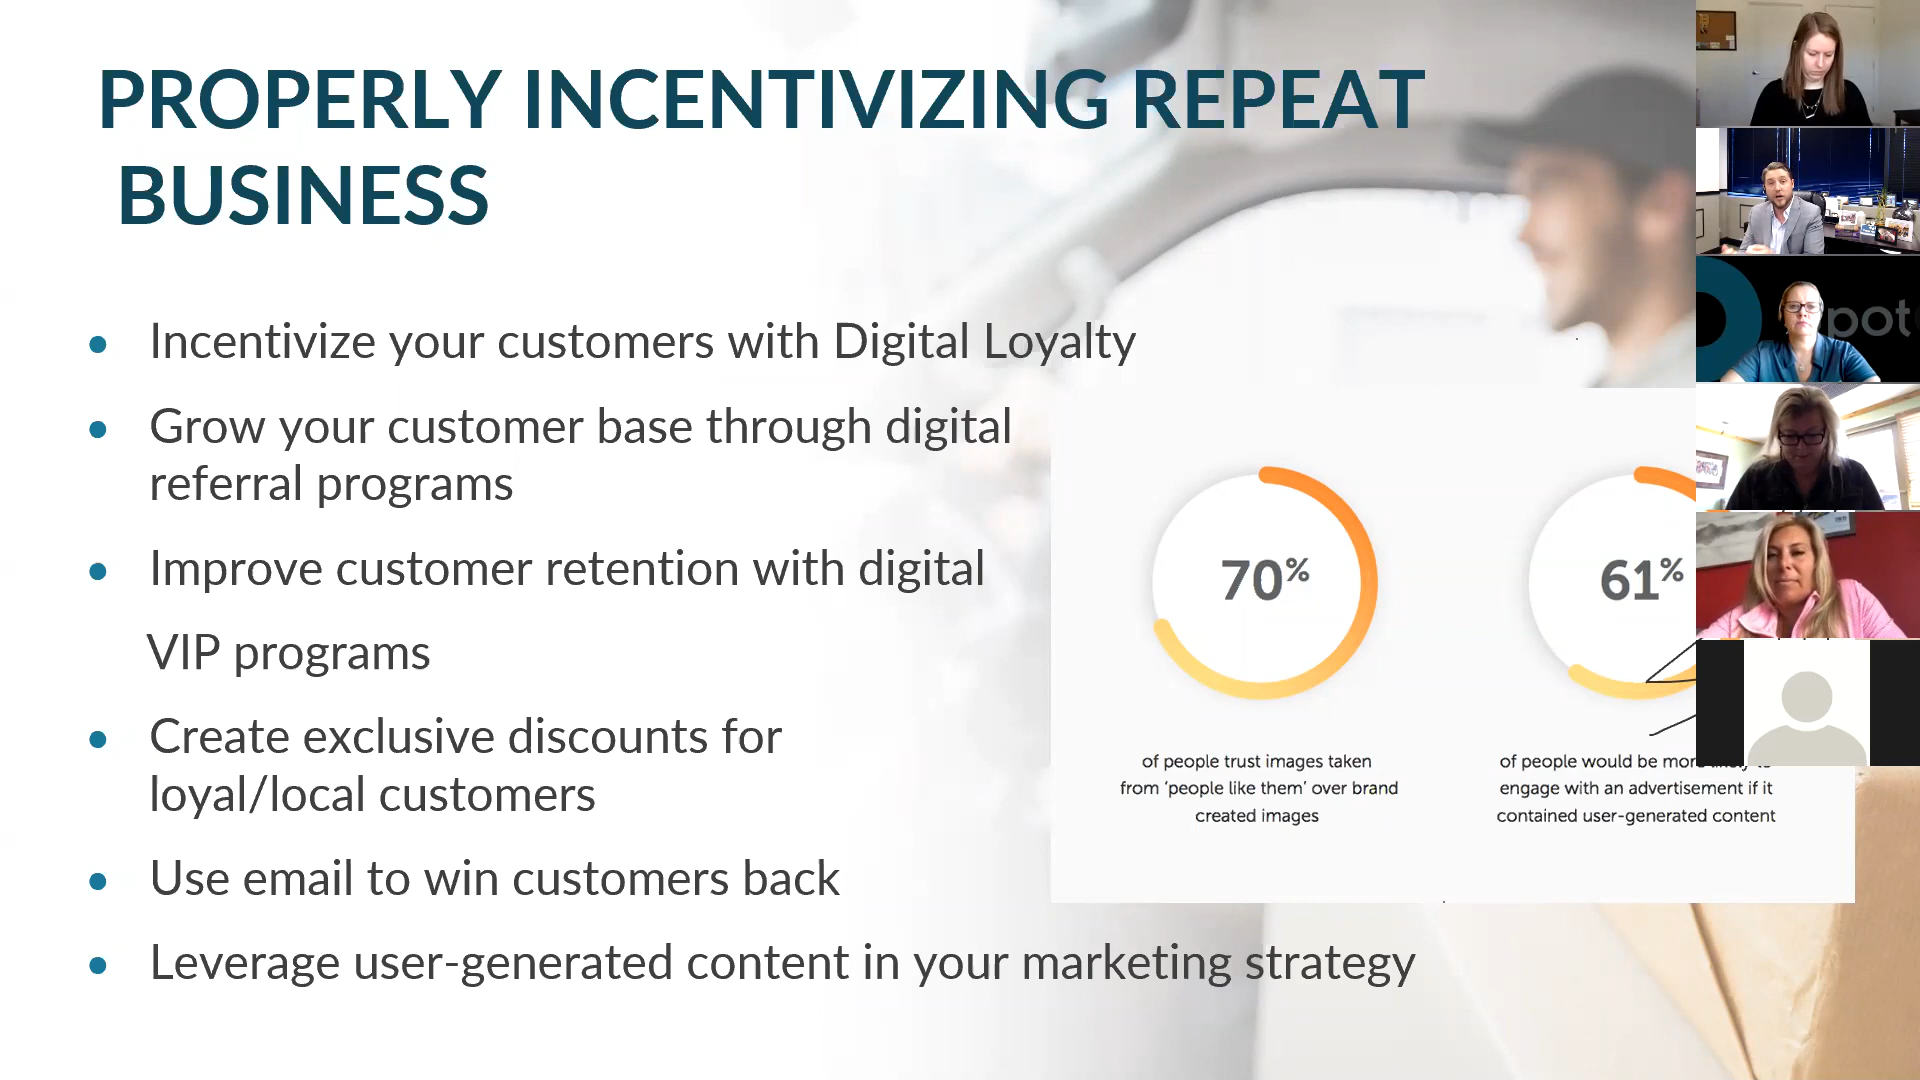 PROPERLY INCENTIVIZING REPEAT
BUSINESS
• Incentivize your customers with Digital Loyalty
• Grow your customer base through digital
referral programs
• Improve customer retention with digital
VIP programs
• Create exclusive discounts for
loyal/local customers
• Use email to win customers back
• Leverage user-generated content in your marketing strategy
70%
of people trust images taken
from ‘people like them’ over brand
created images
61%
of people would be more likely to
engage with an advertisement if it
contained user-generated content
pot